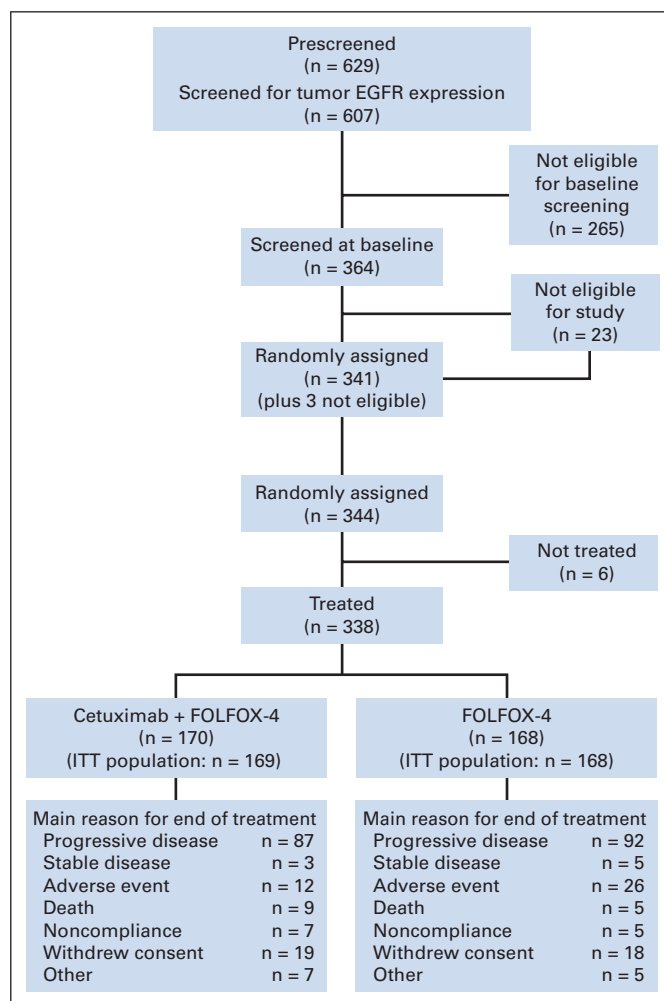 Prescreened
(n = 629)
Screened for tumor EGFR expression
(n = 607)
Not eligible
for baseline
screening
(n = 265)
Screened at baseline
(n = 364)
Not eligible
for study
(n = 23)
Randomly assigned
(n = 341)
(plus 3 not eligible)
Randomly assigned
(n = 344)
Not treated
(n = 6)
Treated
(n = 338)
Cetuximab + FOLFOX-4
(n = 170)
(ITT population: n = 169)
Main reason for end of treatment
Progressive disease n = 87
Stable disease n = 3
Adverse event n = 12
Death n = 9
Noncompliance n = 7
Withdrew consent n = 19
Other n = 7
FOLFOX-4
(n = 168)
(ITT population: n = 168)
Main reason for end of treatment
Progressive disease n = 92
Stable disease n = 5
Adverse event n = 26
Death n = 5
Noncompliance n = 5
Withdrew consent n = 18
Other n = 5